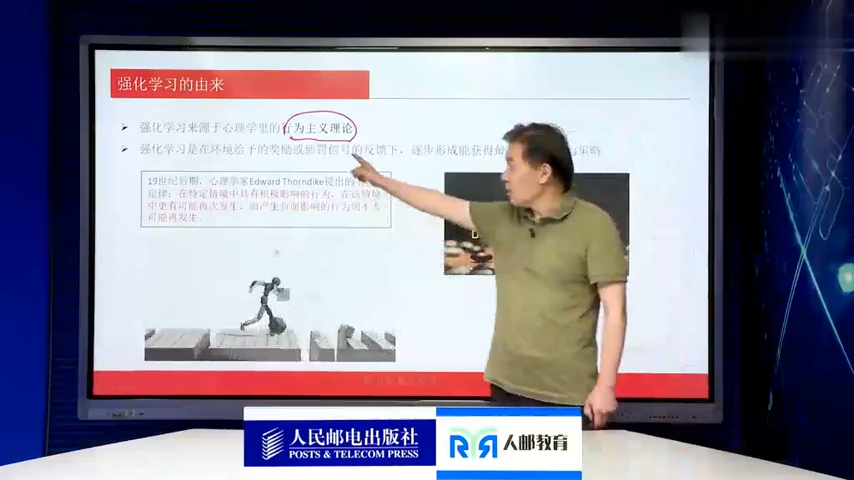 强化学习的由来
强化学习来源于心理学里的行为主义理论
强化学习是在环境给予的奖励或惩罚信号的反馈下，逐步形成能获得
策略
19世纪后期，心理学家Edward Thorndike提出的
定律：在特定情境中具有积极影响的行为，在该情境
中更有可能再次发生，而产生负面影响的行为则不太
可能再发生。
人民邮电出版社
POSTS & TELECOM PRESS
人邮教育